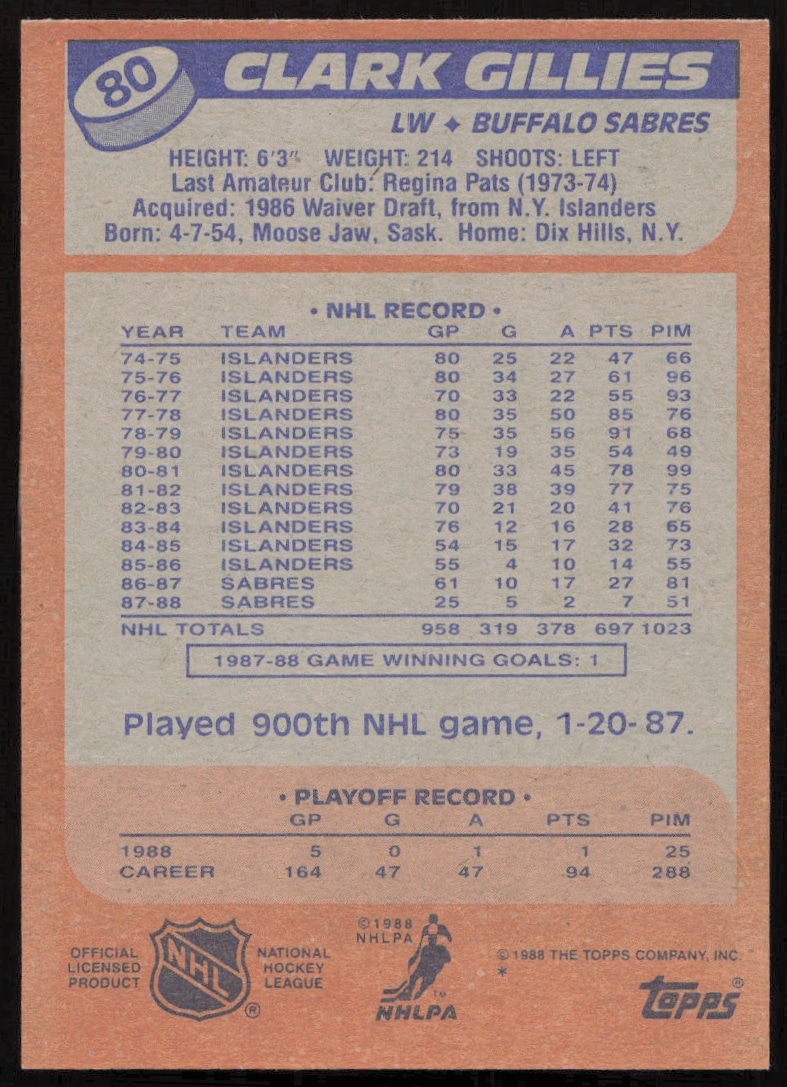 80 CLARK GILLIES
LW ✦ BUFFALO SABRES
HEIGHT: 6'3" WEIGHT: 214 SHOOTS: LEFT
Last Amateur Club: Regina Pats (1973-74)
Acquired: 1986 Waiver Draft, from N.Y. Islanders
Born: 4-7-54, Moose Jaw, Sask. Home: Dix Hills, N.Y.
• NHL RECORD •
YEAR TEAM GP G A PTS PIM
74-75 ISLANDERS 80 25 22 47 66
75-76 ISLANDERS 80 34 27 61 96
76-77 ISLANDERS 70 33 22 55 93
77-78 ISLANDERS 80 35 50 85 76
78-79 ISLANDERS 75 35 56 91 68
79-80 ISLANDERS 73 19 35 54 49
80-81 ISLANDERS 80 33 45 78 99
81-82 ISLANDERS 79 38 39 77 75
82-83 ISLANDERS 70 21 20 41 76
83-84 ISLANDERS 76 12 16 28 65
84-85 ISLANDERS 54 15 17 32 73
85-86 ISLANDERS 55 4 10 14 55
86-87 SABRES 61 10 17 27 81
87-88 SABRES 25 5 2 7 51
NHL TOTALS 958 319 378 697 1023
1987-88 GAME WINNING GOALS: 1
Played 900th NHL game, 1-20-87.
• PLAYOFF RECORD •
GP G A PTS PIM
1988 5 0 1 1 25
CAREER 164 47 47 94 288
OFFICIAL
LICENSED
PRODUCT
NHL
®
NATIONAL
HOCKEY
LEAGUE
©1988
NHLPA
TM
NHLPA
©1988 THE TOPPS COMPANY, INC.
*
Topps®